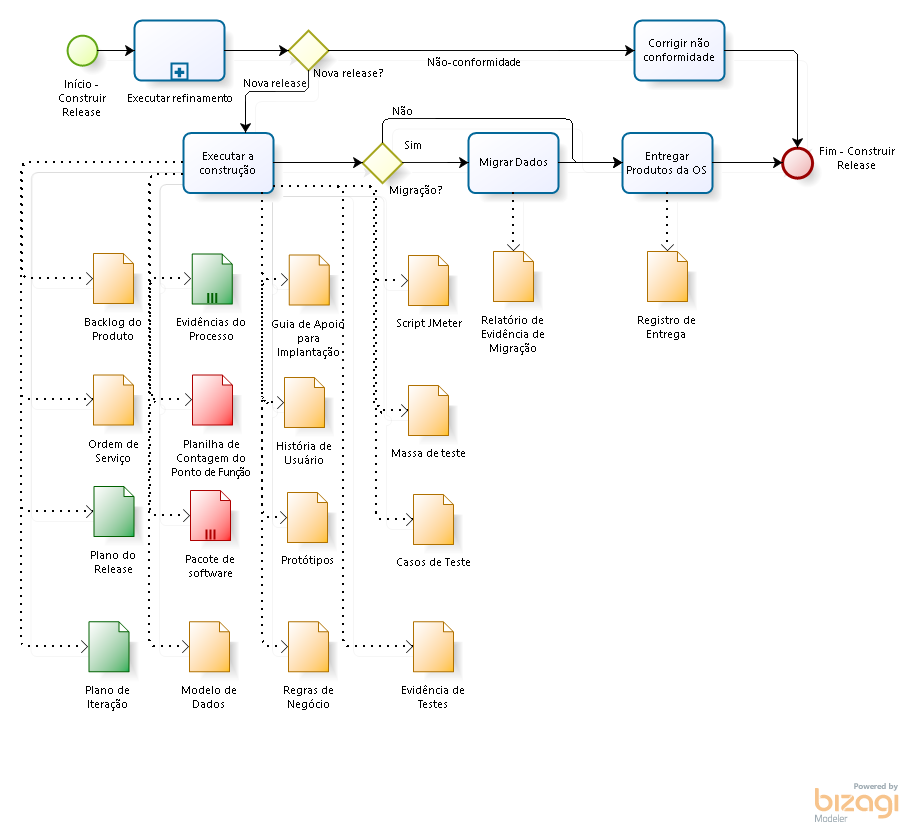 Início -
Construir
Release
Executar refinamento
Nova release?
Nova release
Não-conformidade
Corrigir não
conformidade
Executar a
construção
Não
Sim
Migração?
Migrar Dados
Entregar
Produtos da OS
Fim - Construir
Release
Backlog do
Produto
Evidências do
Processo
Guia de Apoio
para
Implantação
Script JMeter
Relatório de
Evidência de
Migração
Registro de
Entrega
Ordem de
Serviço
Planilha de
Contagem do
Ponto de Função
História de
Usuário
Massa de teste
Plano do
Release
Pacote de
software
Protótipos
Casos de Teste
Plano de
Iteração
Modelo de
Dados
Regras de
Negócio
Evidência de
Testes
Powered by
bizagi
Modeler